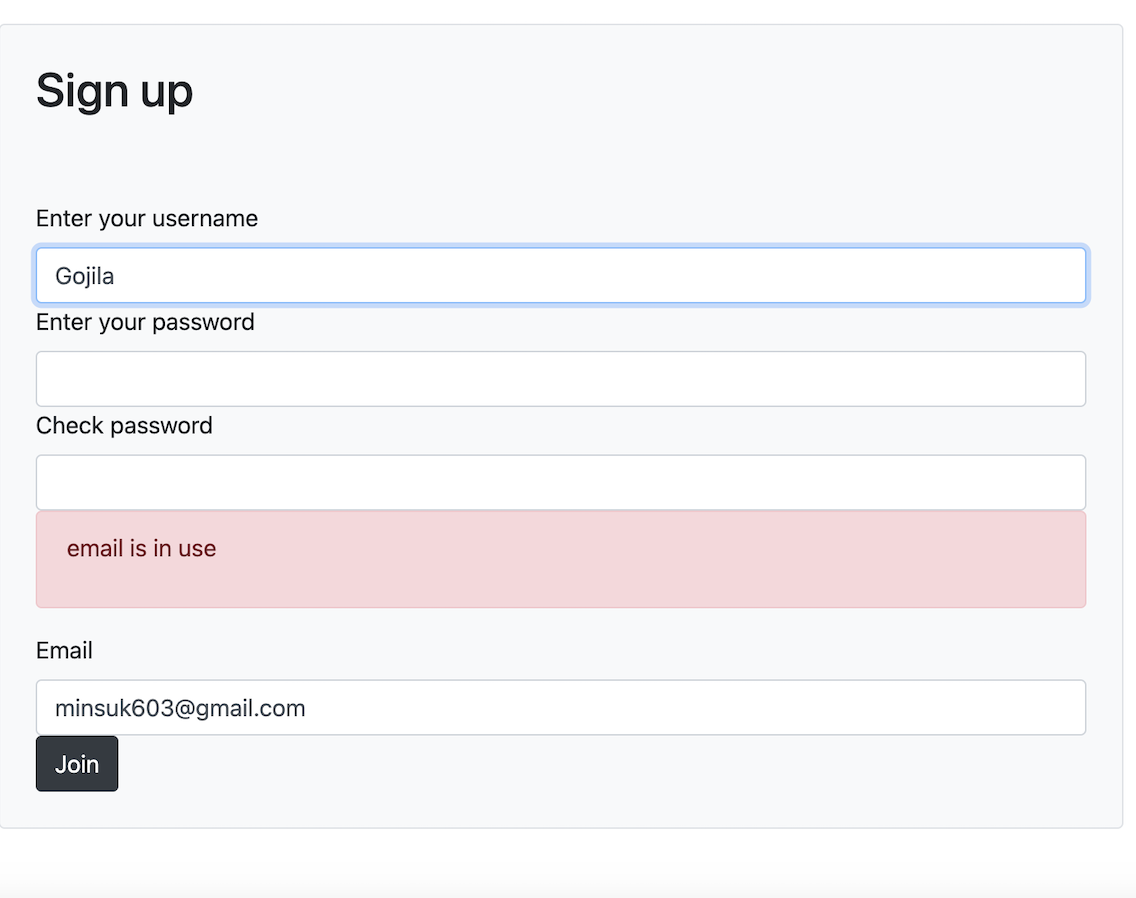 Sign up
Enter your username
Gojila
Enter your password
Check password
email is in use
Email
minsuk603@gmail.com
Join